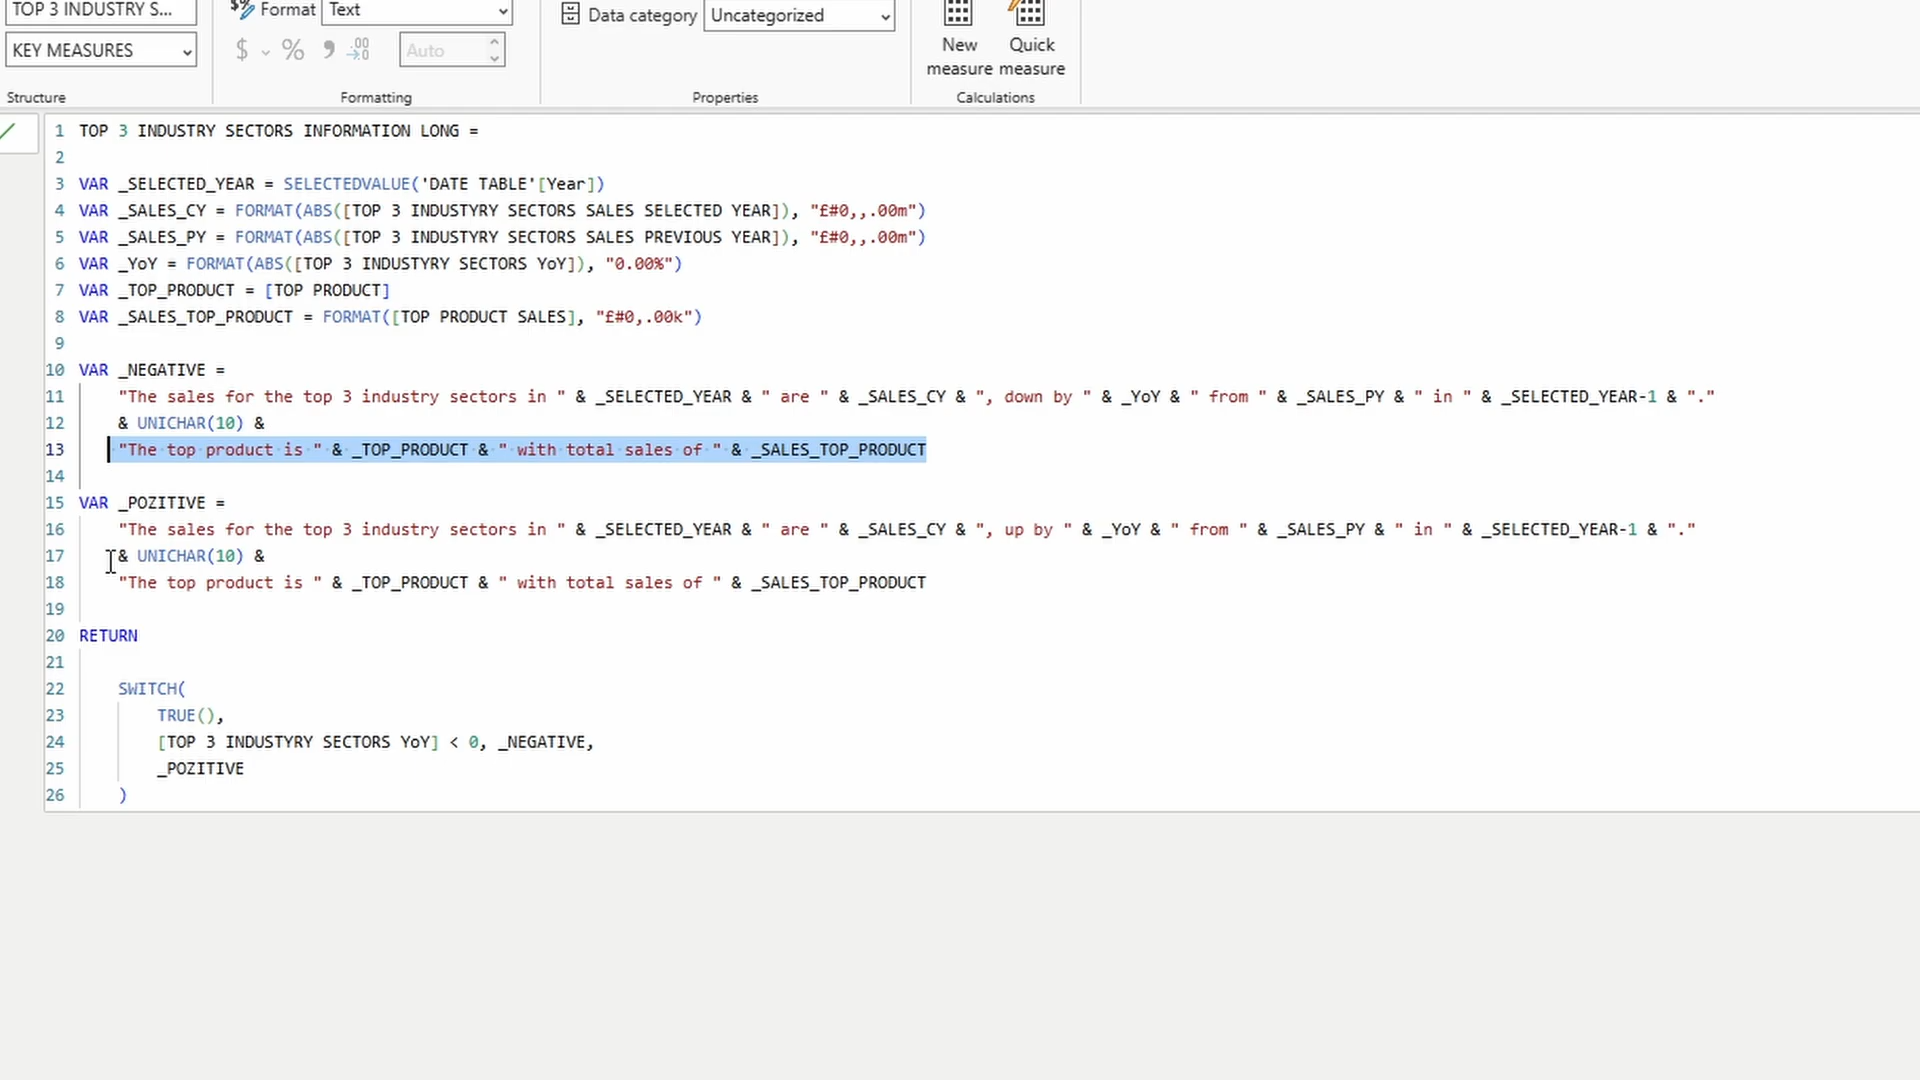 TOP 3 INDUSTRY S...
Format Text
Data category Uncategorized
KEY MEASURES
$ % Auto
New measure
Quick measure
Structure
Formatting
Properties
Calculations
1 TOP 3 INDUSTRY SECTORS INFORMATION LONG =
2
3 VAR _SELECTED_YEAR = SELECTEDVALUE('DATE TABLE'[Year])
4 VAR _SALES_CY = FORMAT(ABS([TOP 3 INDUSTYRY SECTORS SALES SELECTED YEAR]), "£#0,,.00m")
5 VAR _SALES_PY = FORMAT(ABS([TOP 3 INDUSTYRY SECTORS SALES PREVIOUS YEAR]), "£#0,,.00m")
6 VAR _YoY = FORMAT(ABS([TOP 3 INDUSTYRY SECTORS YoY]), "0.00%")
7 VAR _TOP_PRODUCT = [TOP PRODUCT]
8 VAR _SALES_TOP_PRODUCT = FORMAT([TOP PRODUCT SALES], "£#0,.00k")
9
10 VAR _NEGATIVE =
11 "The sales for the top 3 industry sectors in " & _SELECTED_YEAR & " are " & _SALES_CY & ", down by " & _YoY & " from " & _SALES_PY & " in " & _SELECTED_YEAR-1 & "."
12 & UNICHAR(10) &
13 "The top product is " & _TOP_PRODUCT & " with total sales of " & _SALES_TOP_PRODUCT
14
15 VAR _POZITIVE =
16 "The sales for the top 3 industry sectors in " & _SELECTED_YEAR & " are " & _SALES_CY & ", up by " & _YoY & " from " & _SALES_PY & " in " & _SELECTED_YEAR-1 & "."
17 & UNICHAR(10) &
18 "The top product is " & _TOP_PRODUCT & " with total sales of " & _SALES_TOP_PRODUCT
19
20 RETURN
21
22 SWITCH(
23 TRUE(),
24 [TOP 3 INDUSTYRY SECTORS YoY] < 0, _NEGATIVE,
25 _POZITIVE
26 )